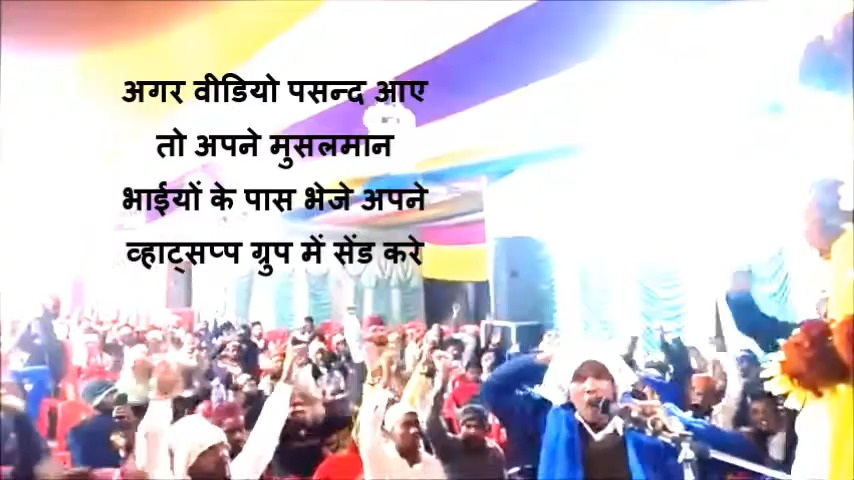 अगर वीडियो पसन्द आए
तो अपने मुसलमान
भाईयों के पास भेजे अपने
व्हाट्सप्प ग्रुप में सेंड करे